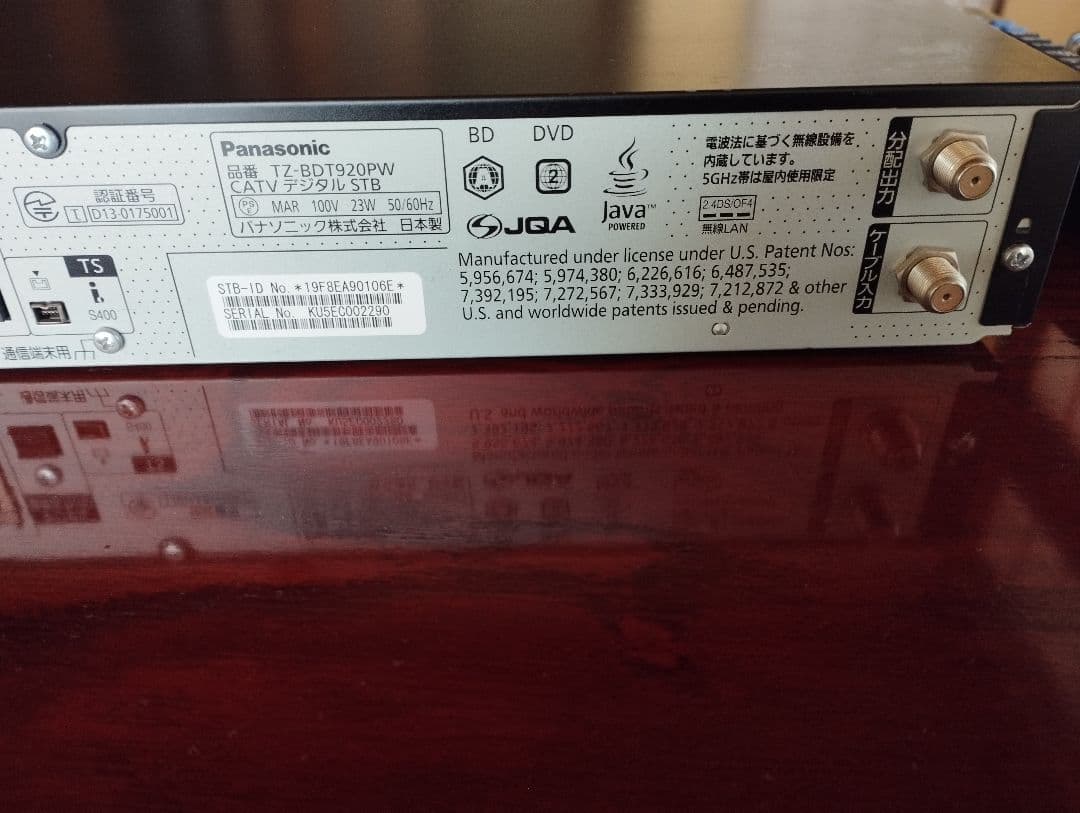 Panasonic
品番 TZ-BDT920PW
CATV デジタル STB
PS E MAR 100V 23W 50/60Hz
パナソニック株式会社 日本製
認証番号
I D13-0175001
TS
i
S400
通信端末用
STB-ID No. *19F8EA90106E*
SERIAL No. KU5EC002290
BD DVD
2
JQA
Java™
POWERED
電波法に基づく無線設備を
内蔵しています。
5GHz帯は屋内使用限定
2.4DS/OF4
無線LAN
Manufactured under license under U.S. Patent Nos:
5,956,674; 5,974,380; 6,226,616; 6,487,535;
7,392,195; 7,272,567; 7,333,929; 7,212,872 & other
U.S. and worldwide patents issued & pending.
分配出力
ケーブル入力